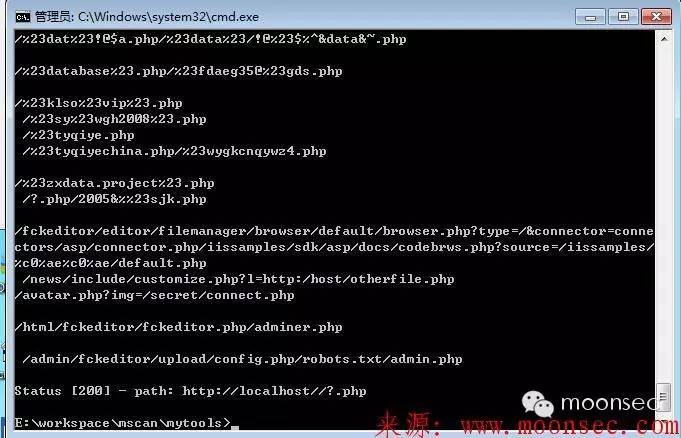 管理员: C:\Windows\system32\cmd.exe
/%23dat%23!@$a.php/%23data%23/!@%23$%^&data&~.php
/%23database%23.php/%23fdaeg35@%23gds.php
/%23klso%23vip%23.php
/%23sy%23wgh2008%23.php
/%23tyqiye.php
/%23tyqiyechina.php/%23wygkcnqywz4.php
/%23zxdata.project%23.php
/?.php/2005&%%23sjk.php
/fckeditor/editor/filemanager/browser/default/browser.php?type=/&connector=conne
ctors/asp/connector.php/iissamples/sdk/asp/docs/codebrws.php?source=/iissamples/
%c0%ae%c0%ae/default.php
/news/include/customize.php?l=http:/host/otherfile.php
/avatar.php?img=/secret/connect.php
/html/fckeditor/fckeditor.php/adminer.php
/admin/fckeditor/upload/config.php/robots.txt/admin.php
Status [200] - path: http://localhost//?.php
moonsec
E:\workspace\mscan\mytools>
来源: www.moonsec.com